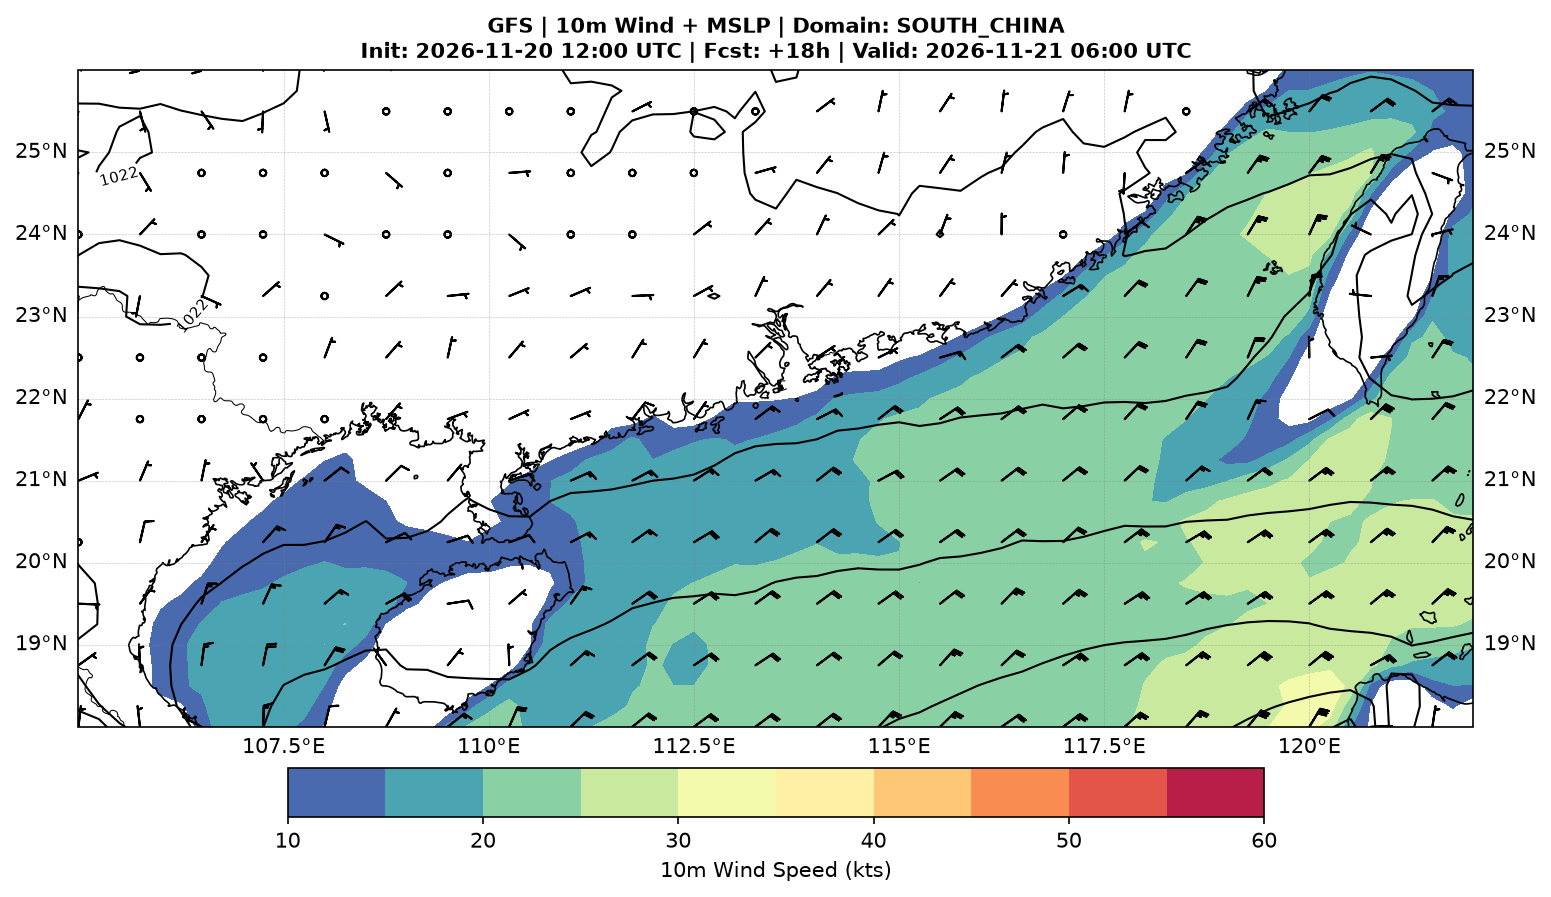 GFS | 10m Wind + MSLP | Domain: SOUTH_CHINA
Init: 2026-11-20 12:00 UTC | Fcst: +18h | Valid: 2026-11-21 06:00 UTC
25°N 25°N
1022
24°N 24°N
1022
23°N 23°N
22°N 22°N
21°N 21°N
20°N 20°N
19°N 19°N
107.5°E 110°E 112.5°E 115°E 117.5°E 120°E
10 20 30 40 50 60
10m Wind Speed (kts)